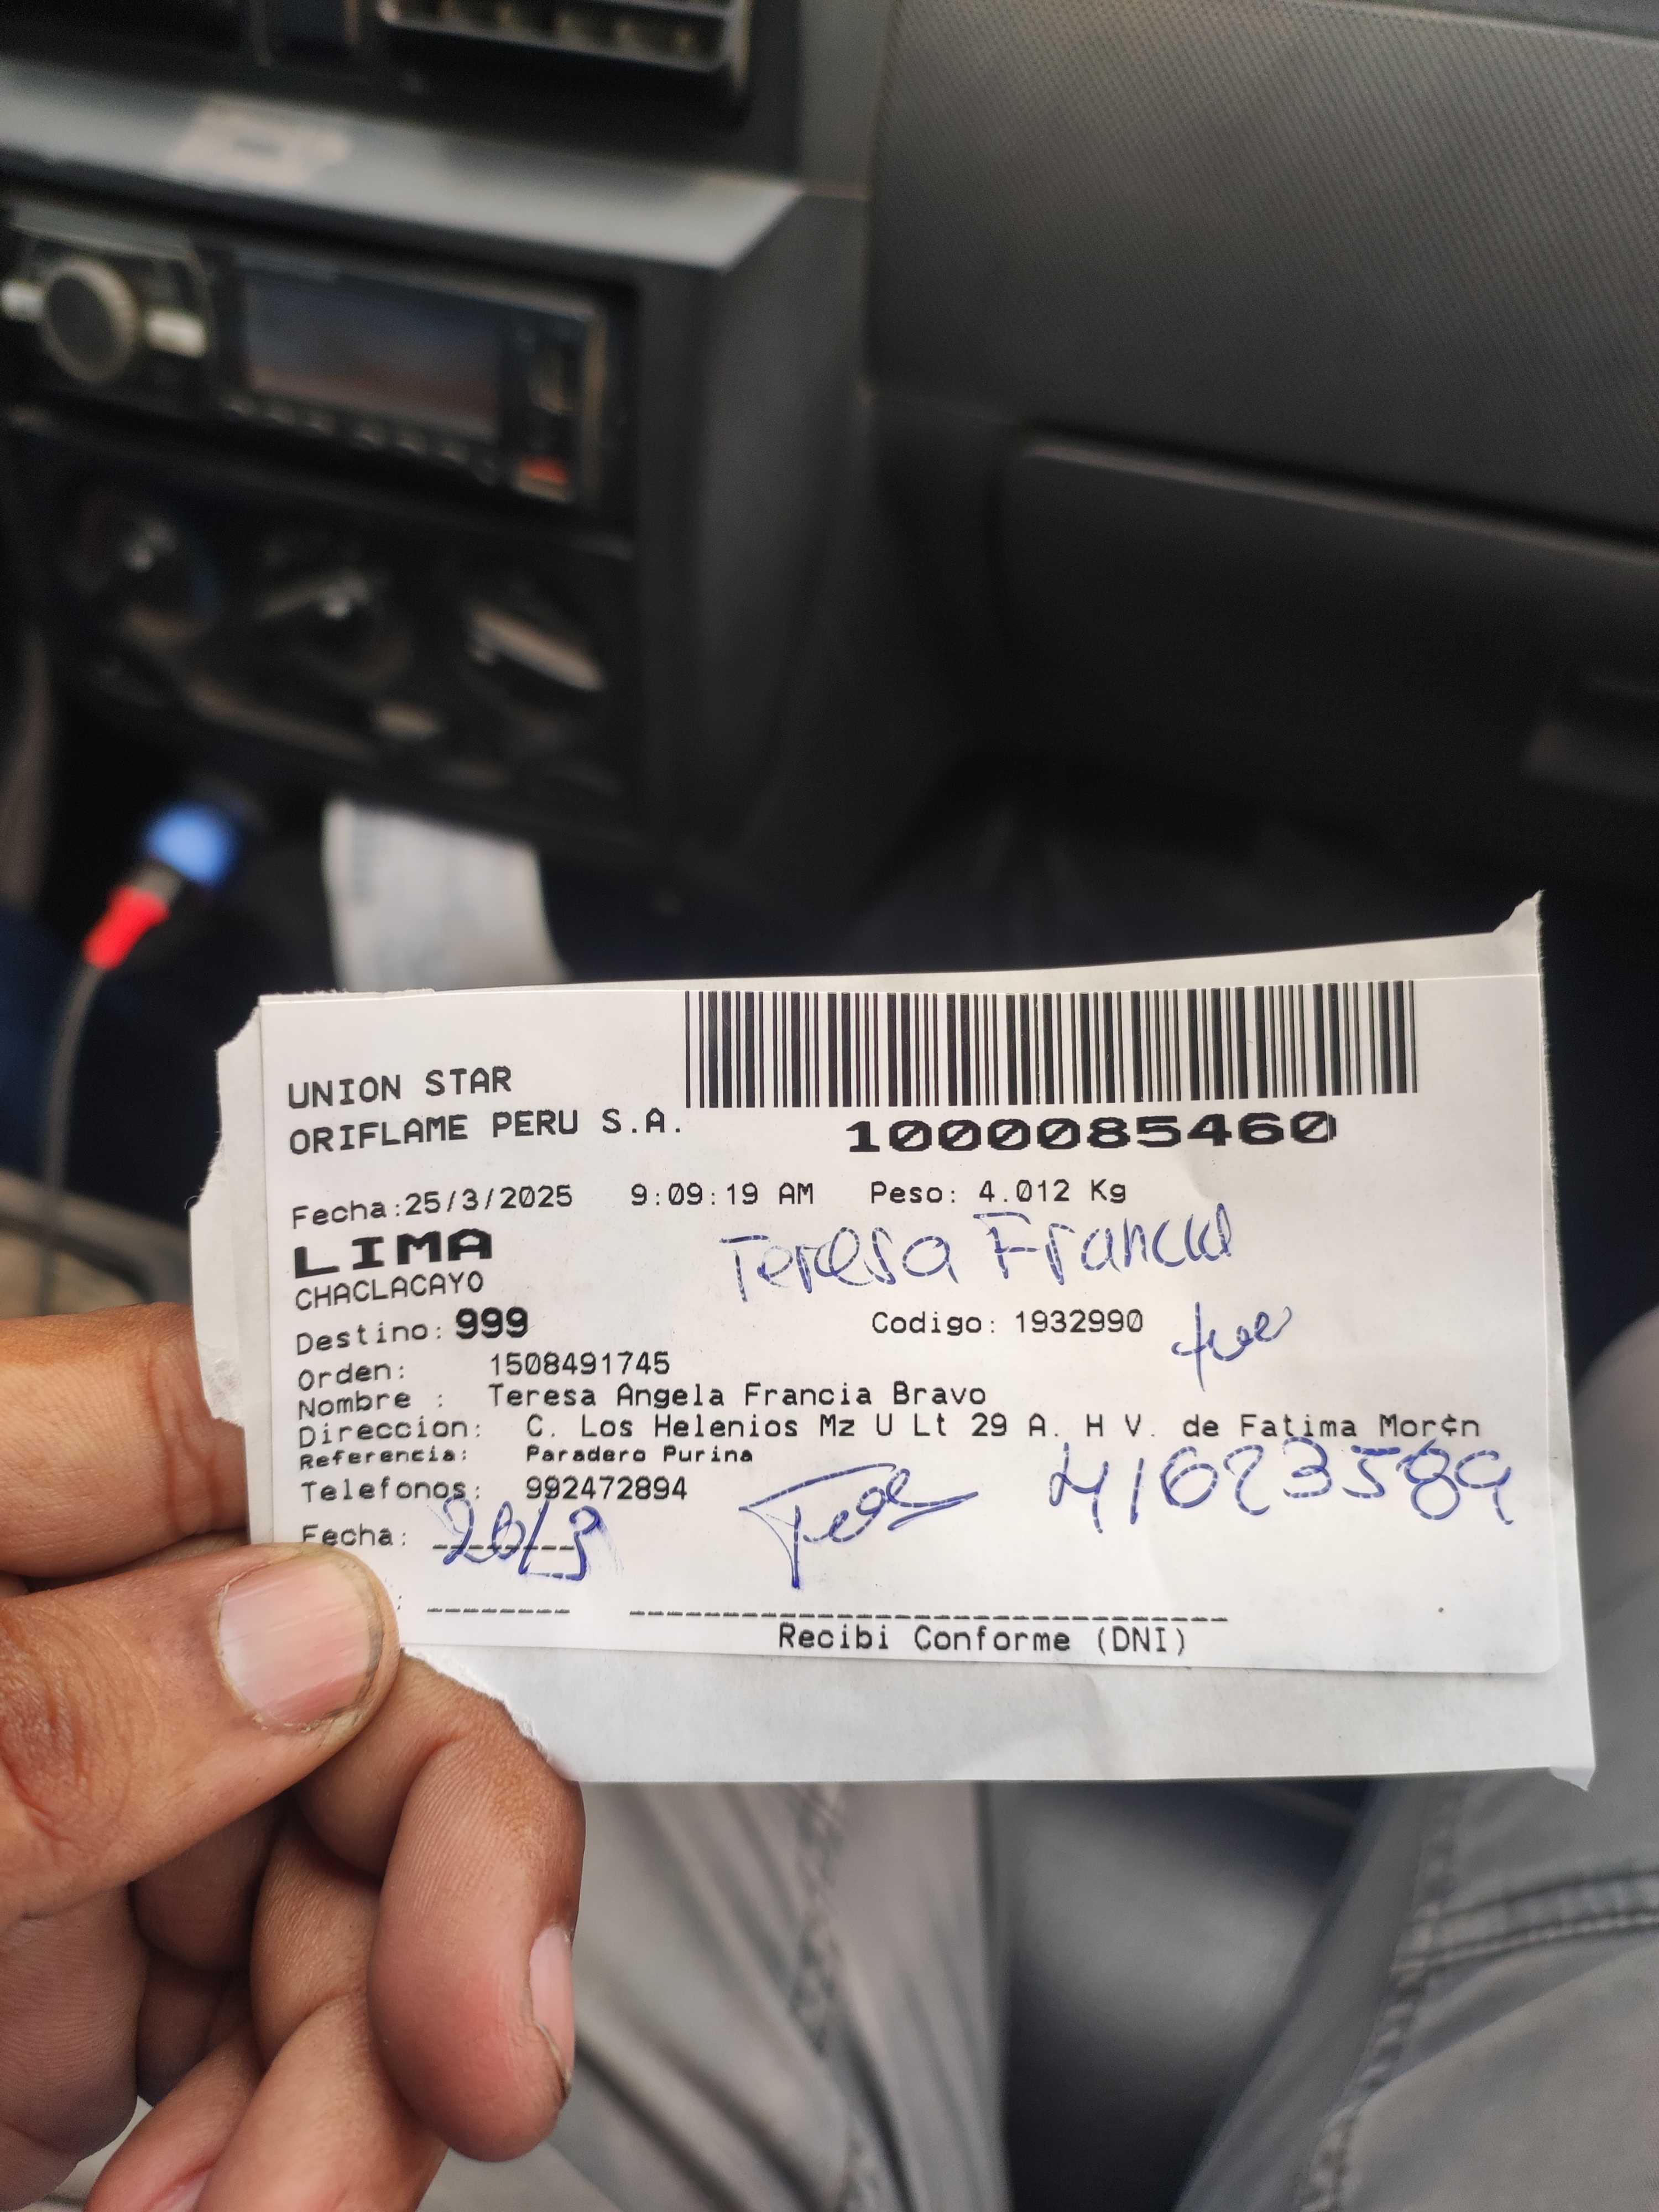 UNION STAR
ORIFLAME PERU S.A.
1000085460
Fecha:25/3/2025 9:09:19 AM Peso: 4.012 Kg
LIMA
Teresa Francia
CHACLACAYO
Destino: 999 Codigo: 1932990
Orden: 1508491745
Nombre : Teresa Angela Francia Bravo
Direccion: C. Los Helenios Mz U Lt 29 A. H V. de Fatima Mor¢n
Referencia: Paradero Purina
Telefonos: 992472894
41623589
Fecha:
Recibi Conforme (DNI)